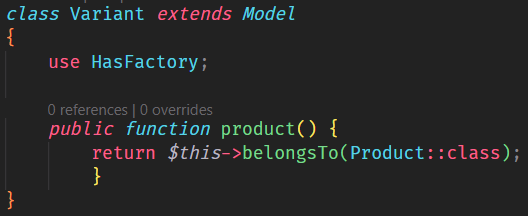 class Variant extends Model
{
    use HasFactory;
    0 references | 0 overrides
    public function product() {
        return $this->belongsTo(Product::class);
        }
}